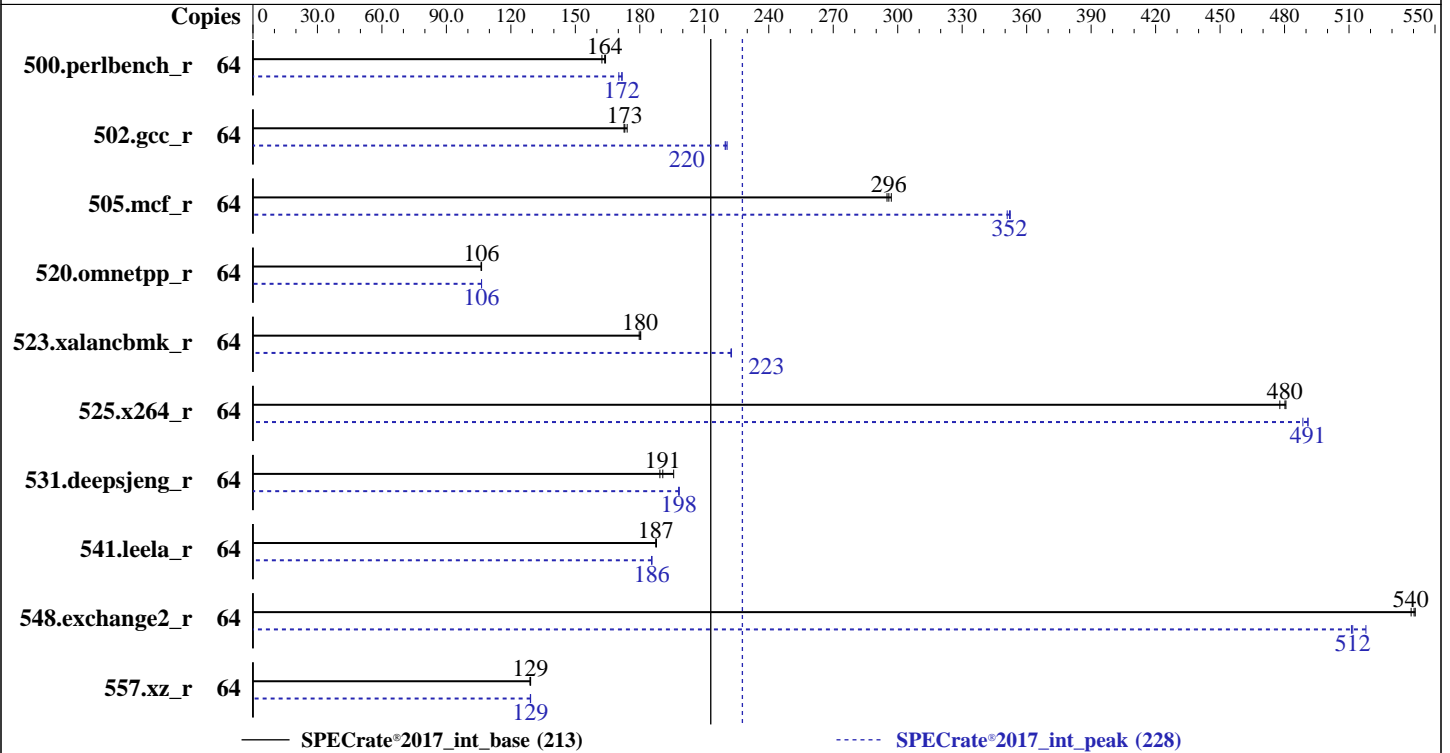 Copies 0 30.0 60.0 90.0 120 150 180 210 240 270 300 330 360 390 420 450 480 510 550
164
500.perlbench_r 64
172
173
502.gcc_r 64
220
296
505.mcf_r 64
352
106
520.omnetpp_r 64
106
180
523.xalancbmk_r 64
223
480
525.x264_r 64
491
191
531.deepsjeng_r 64
198
187
541.leela_r 64
186
540
548.exchange2_r 64
512
129
557.xz_r 64
129
SPECrate®2017_int_base (213) SPECrate®2017_int_peak (228)